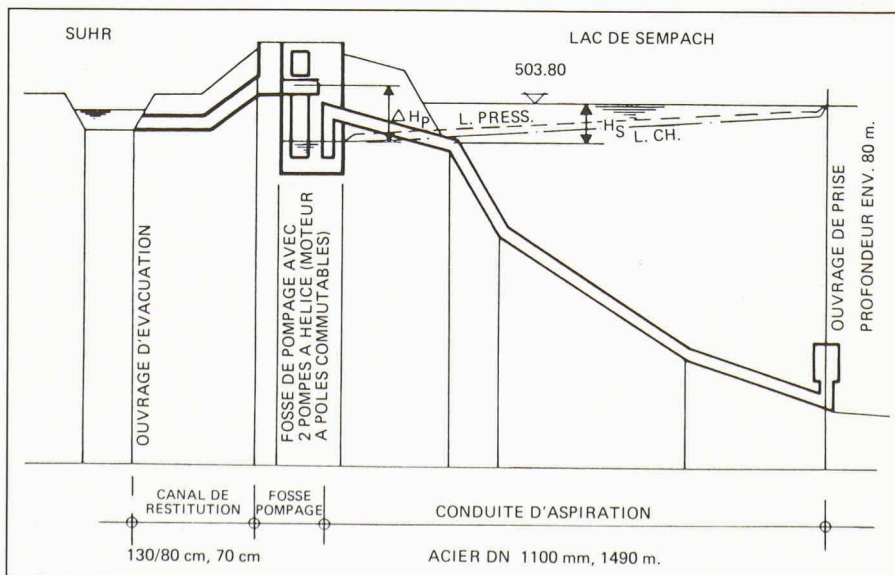 SUHR
LAC DE SEMPACH
503.80
Δ Hp
L. PRESS.
Hs
L. CH.
OUVRAGE D'EVACUATION
FOSSE DE POMPAGE AVEC
2 POMPES A HELICE (MOTEUR
A POLES COMMUTABLES)
OUVRAGE DE PRISE
PROFONDEUR ENV. 80 m.
CANAL DE
RESTITUTION
FOSSE
POMPAGE
CONDUITE D'ASPIRATION
130/80 cm, 70 cm
ACIER DN 1100 mm, 1490 m.